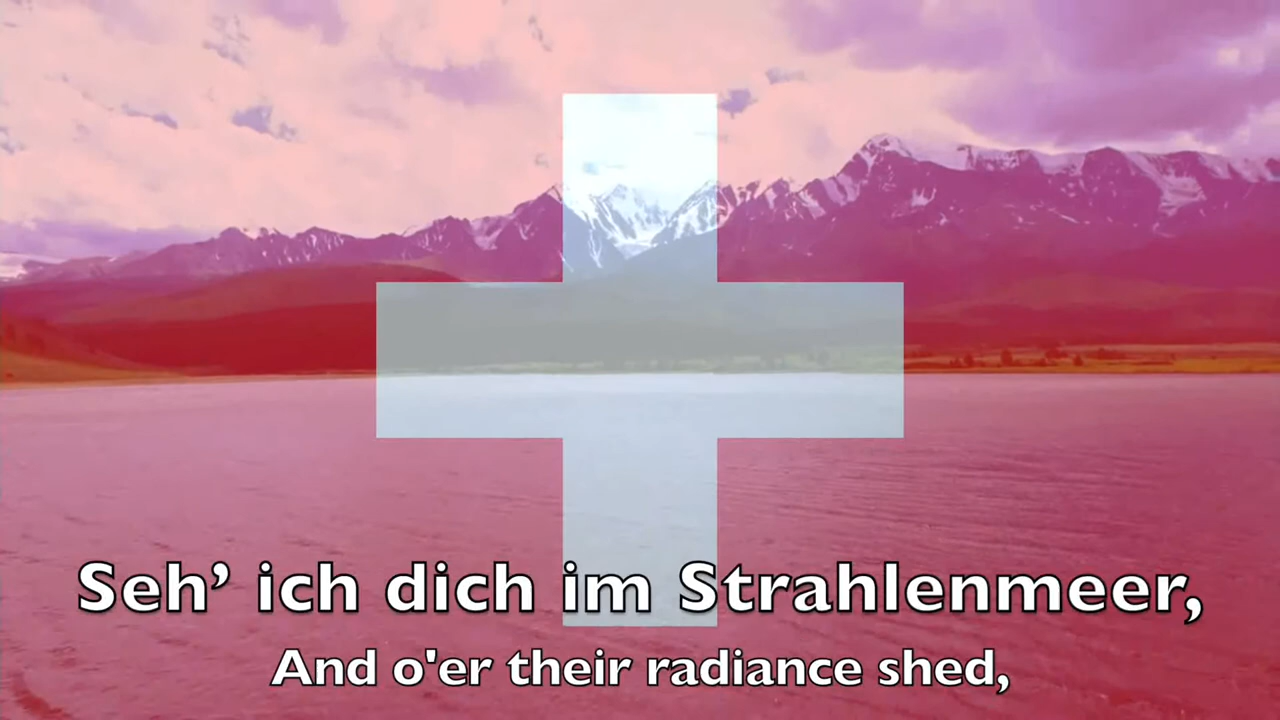 Seh’ ich dich im Strahlenmeer,
And o'er their radiance shed,